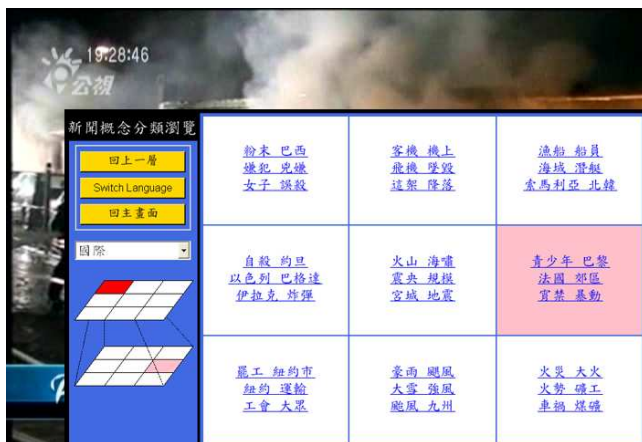 19:28:46
公視
新聞概念分類瀏覽
回上一層
Switch Language
回主畫面
國際
粉末 巴西
嫌犯 兇嫌
女子 誤殺
客機 機上
飛機 墜毀
這架 降落
漁船 船員
海域 潛艇
索馬利亞 北韓
自殺 約旦
以色列 巴格達
伊拉克 炸彈
火山 海嘯
震央 規模
宮城 地震
青少年 巴黎
法國 郊區
宵禁 暴動
罷工 紐約市
紐約 運輸
工會 大眾
豪雨 颶風
大雪 強風
颱風 九州
火災 大火
火勢 礦工
車禍 煤礦